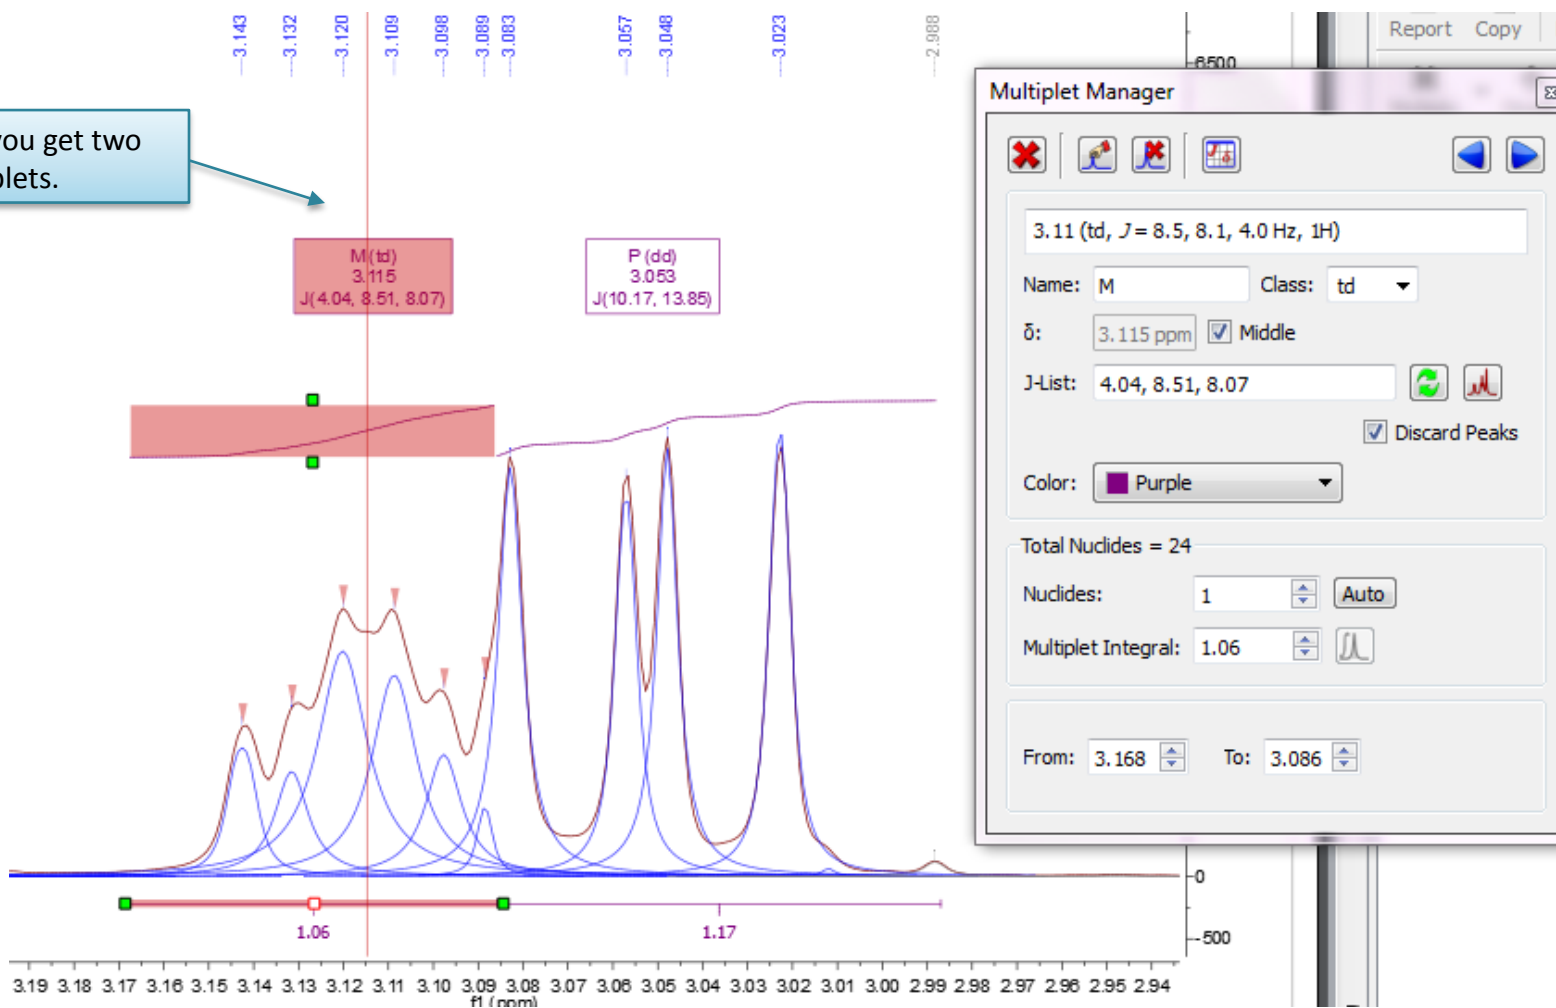 3.143
3.132
3.120
3.109
3.098
3.089
3.083
3.057
3.048
3.023
2.988
6500
Report Copy
Multiplet Manager
you get two
plets.
M (td)
3.115
J(4.04, 8.51, 8.07)
P (dd)
3.053
J(10.17, 13.85)
3.11 (td, J = 8.5, 8.1, 4.0 Hz, 1H)
Name: M Class: td
δ: 3.115 ppm Middle
J-List: 4.04, 8.51, 8.07
Discard Peaks
Color: Purple
Total Nuclides = 24
Nuclides: 1 Auto
Multiplet Integral: 1.06
From: 3.168 To: 3.086
0
-500
1.06
1.17
3.19 3.18 3.17 3.16 3.15 3.14 3.13 3.12 3.11 3.10 3.09 3.08 3.07 3.06 3.05 3.04 3.03 3.02 3.01 3.00 2.99 2.98 2.97 2.96 2.95 2.94
f1 (ppm)